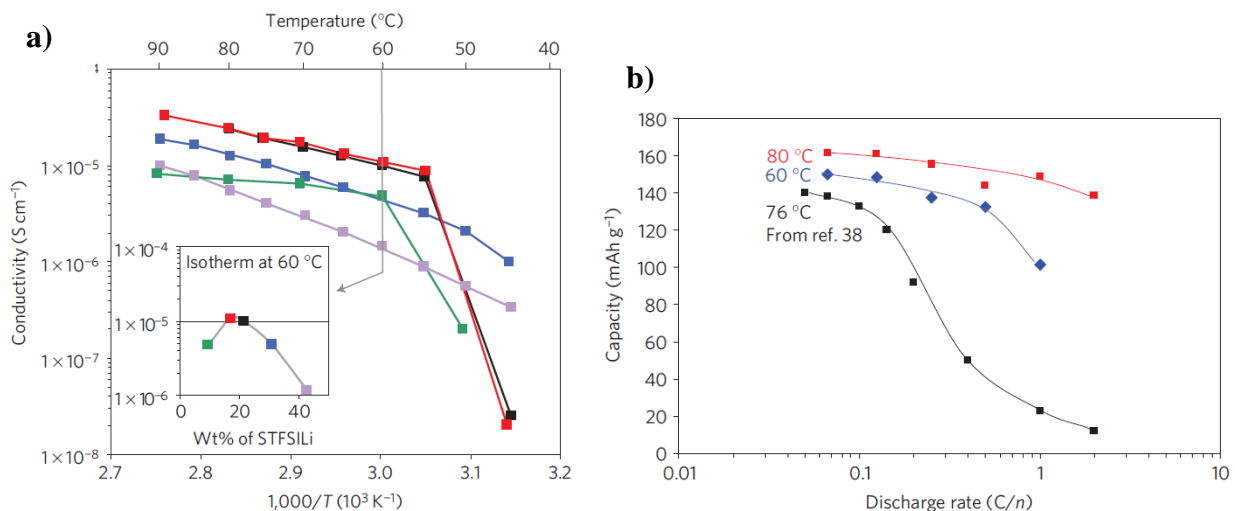 a)
Temperature (°C)
90 80 70 60 50 40
Conductivity (S cm⁻¹)
1×10⁻⁵
1×10⁻⁶
1×10⁻⁷
1×10⁻⁸
2.7 2.8 2.9 3.0 3.1 3.2
1,000/T (10³ K⁻¹)
Isotherm at 60 °C
1×10⁻⁴
1×10⁻⁵
1×10⁻⁶
0 20 40
Wt% of STFSILi
b)
Capacity (mAh g⁻¹)
180
160
140
120
100
80
60
40
20
0
80 °C
60 °C
76 °C
From ref. 38
0.01 0.1 1 10
Discharge rate (C/n)